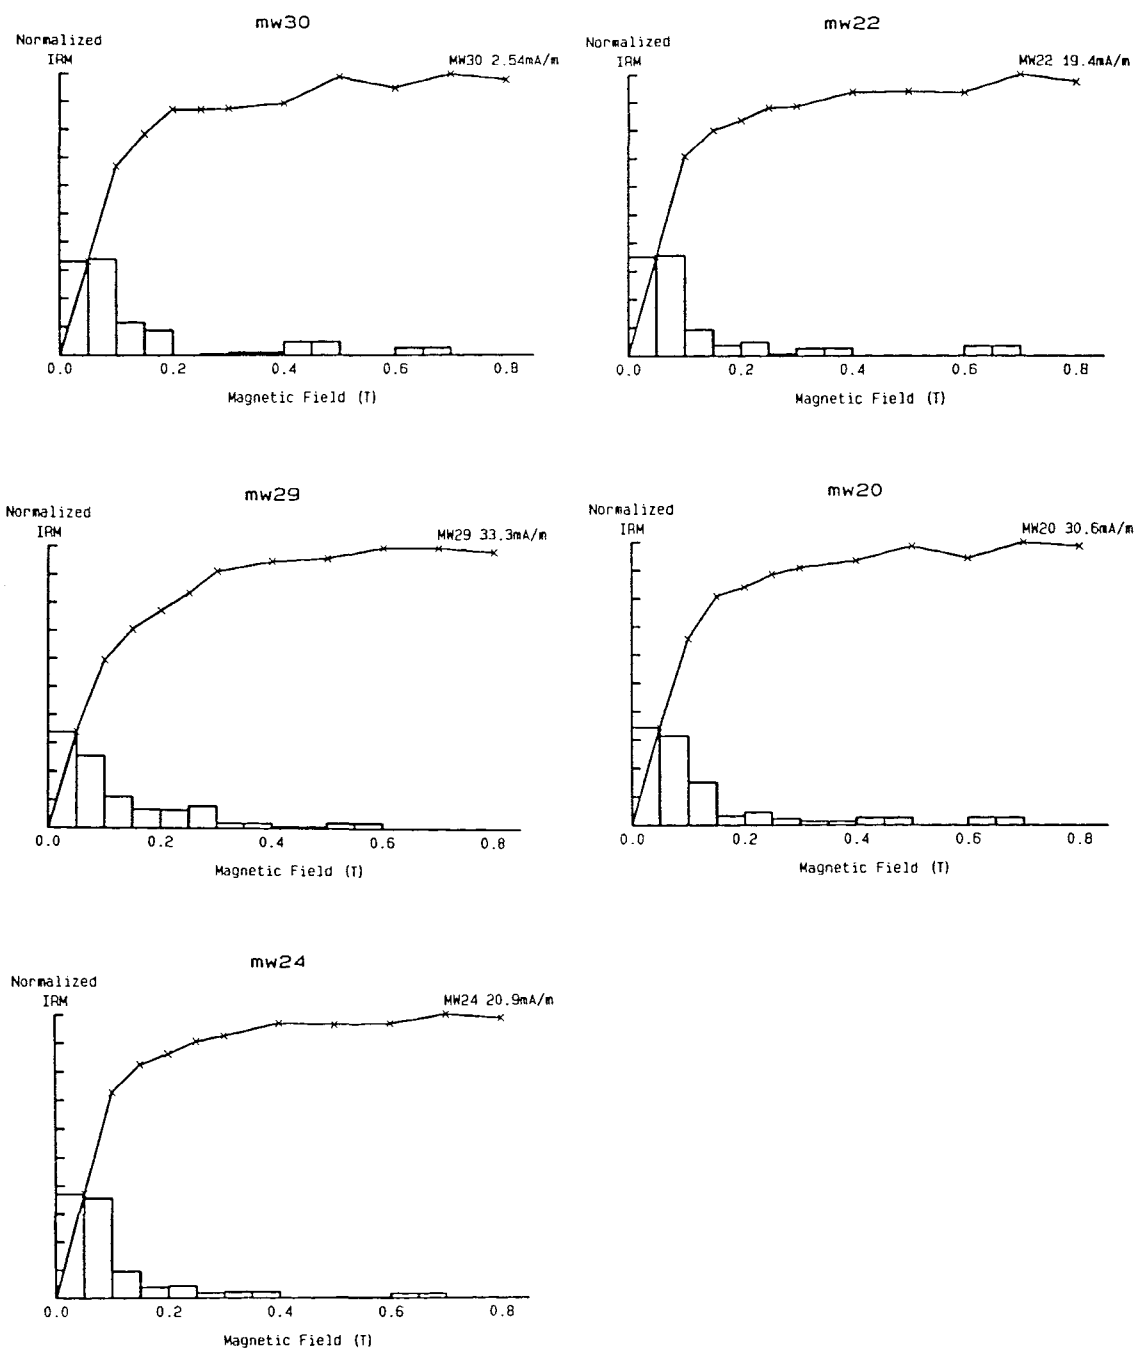 mw30
Normalized
IRM
MW30 2.54mA/m
0.0 0.2 0.4 0.6 0.8
Magnetic Field (T)
mw22
Normalized
IRM
MW22 19.4mA/m
0.0 0.2 0.4 0.6 0.8
Magnetic Field (T)
mw29
Normalized
IRM
MW29 33.3mA/m
0.0 0.2 0.4 0.6 0.8
Magnetic Field (T)
mw20
Normalized
IRM
MW20 30.6mA/m
0.0 0.2 0.4 0.6 0.8
Magnetic Field (T)
mw24
Normalized
IRM
MW24 20.9mA/m
0.0 0.2 0.4 0.6 0.8
Magnetic Field (T)